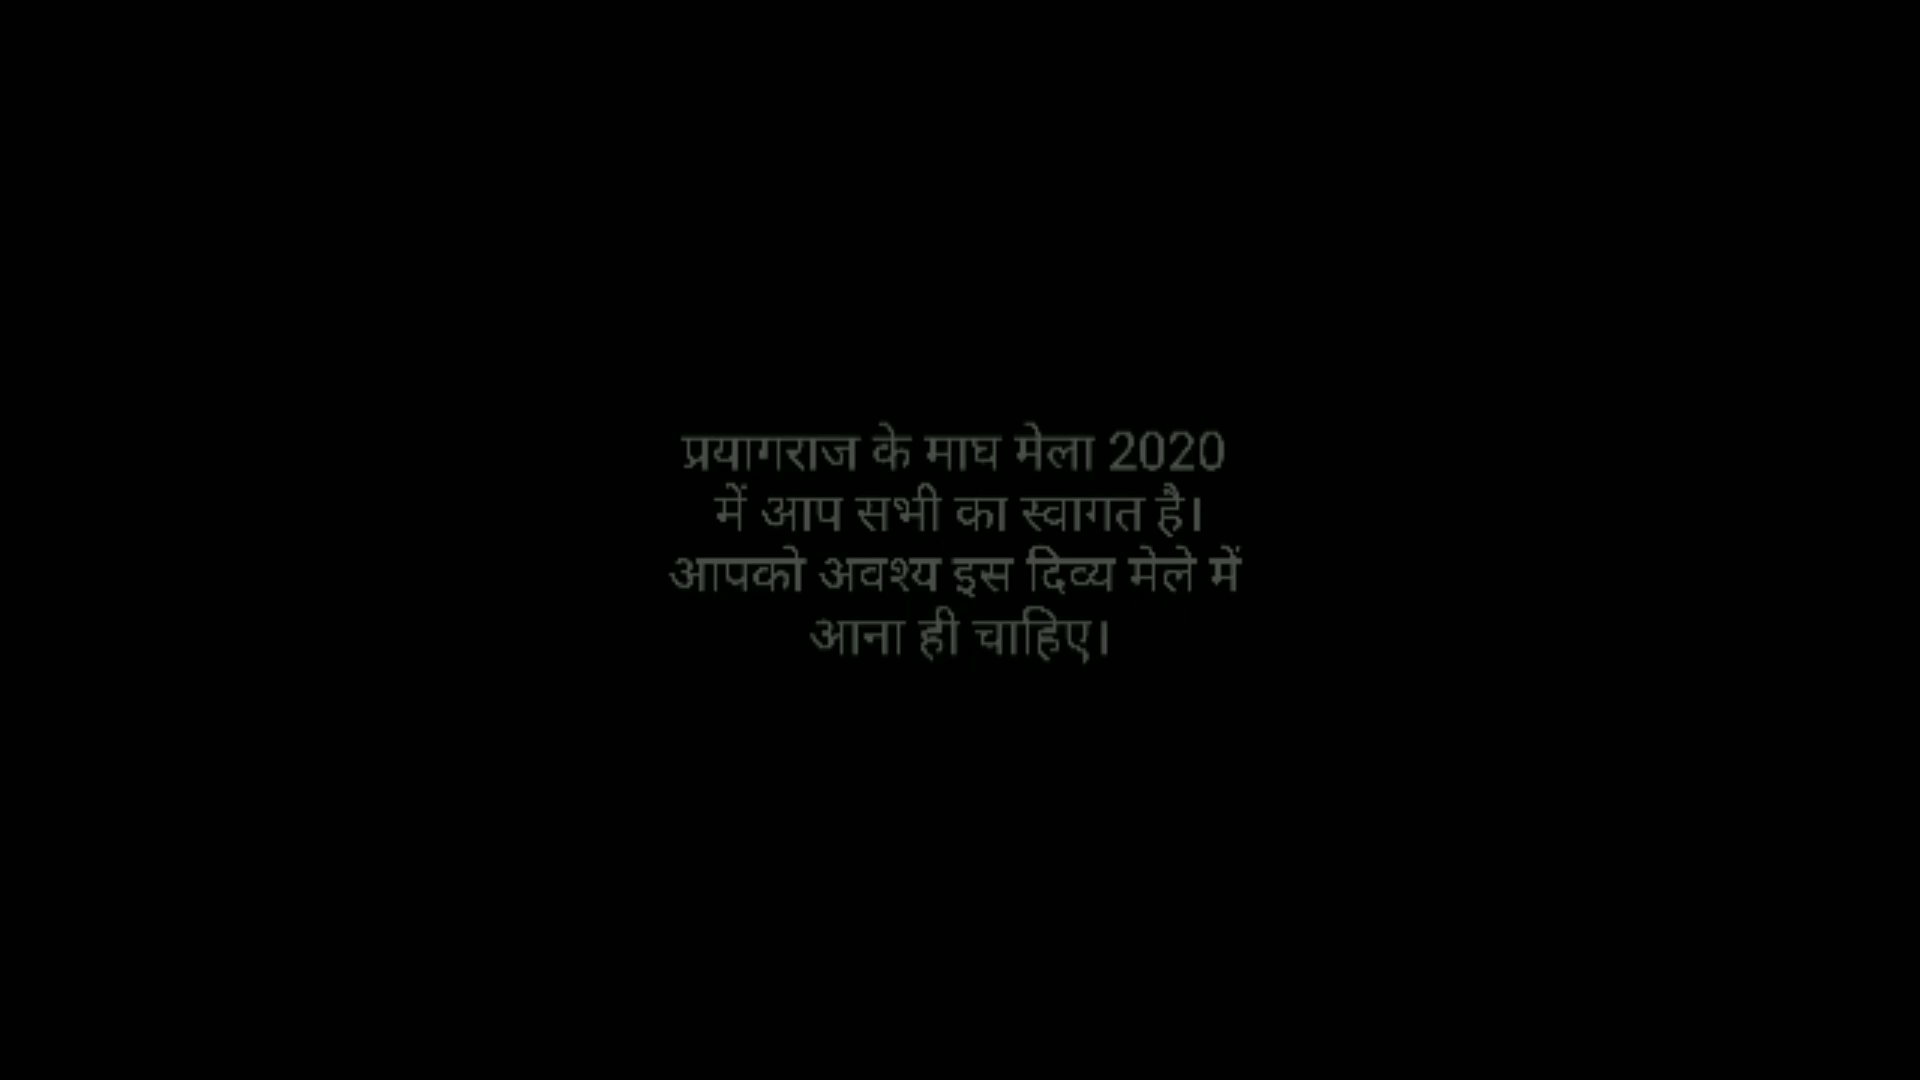 प्रयागराज के माघ मेला 2020
में आप सभी का स्वागत है।
आपको अवश्य इस दिव्य मेले में
आना ही चाहिए।